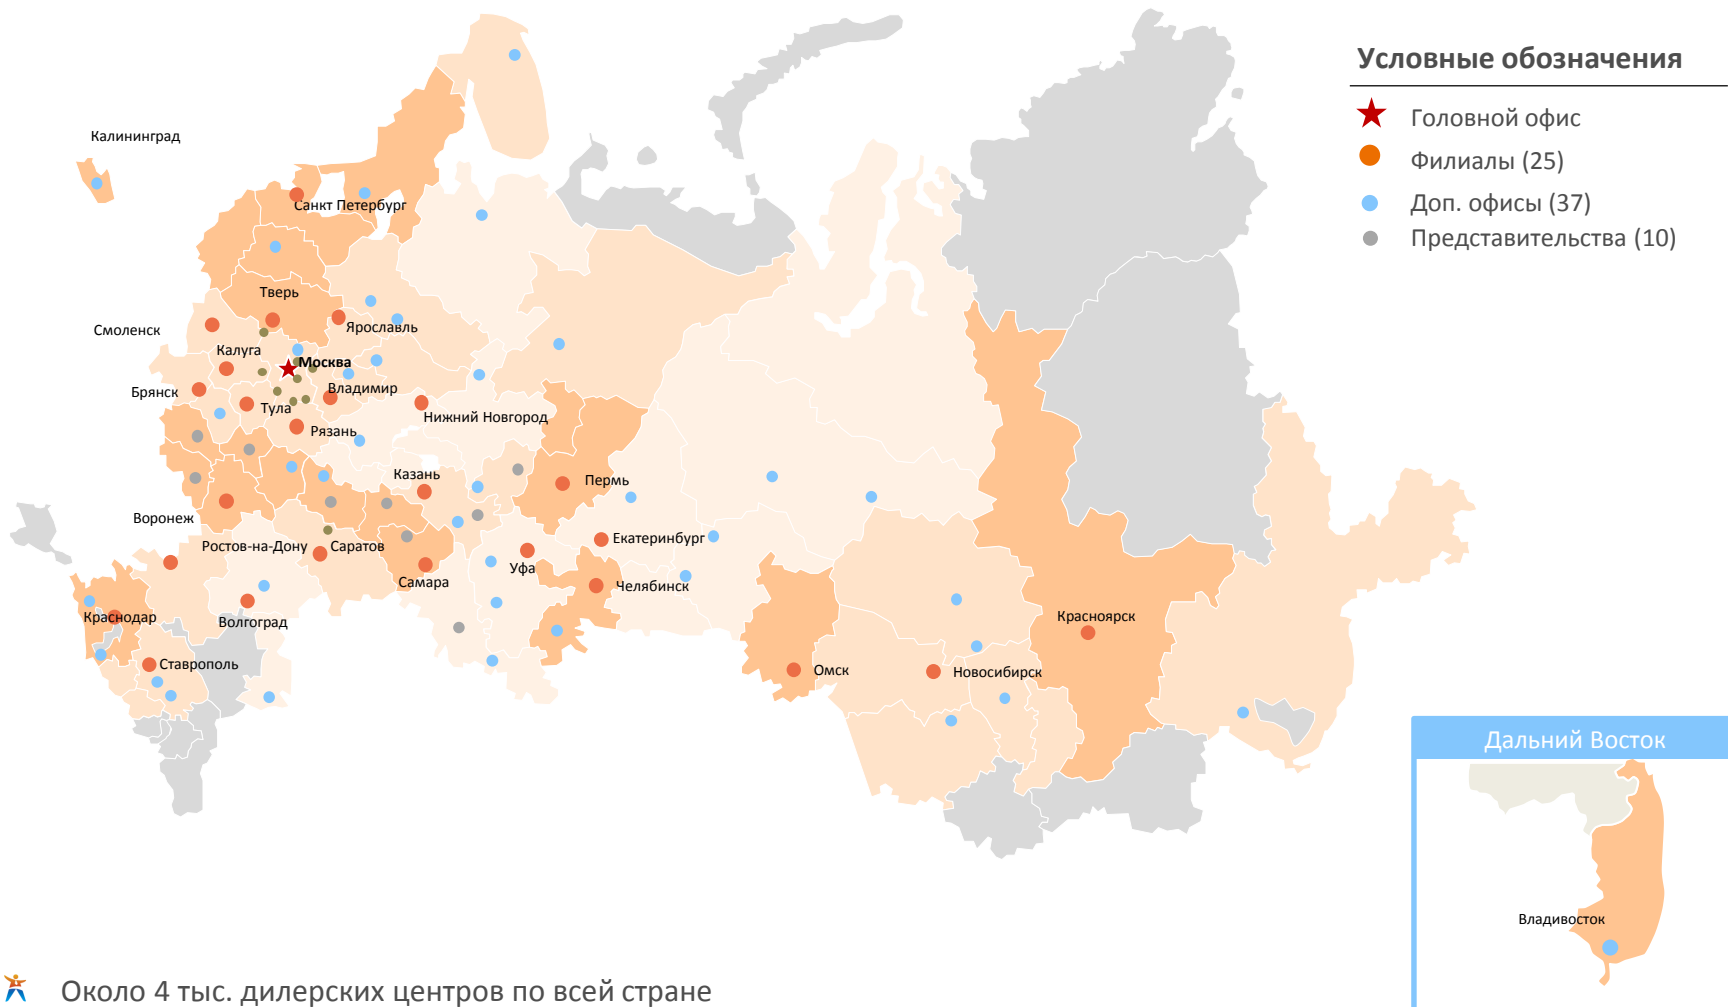 Условные обозначения
Головной офис
Филиалы (25)
Доп. офисы (37)
Представительства (10)
Калининград
Санкт Петербург
Тверь
Смоленск
Ярославль
Калуга
Москва
Брянск
Владимир
Тула
Нижний Новгород
Рязань
Казань
Пермь
Воронеж
Ростов-на-Дону
Саратов
Екатеринбург
Уфа
Самара
Челябинск
Краснодар
Волгоград
Красноярск
Ставрополь
Омск
Новосибирск
Дальний Восток
Владивосток
Около 4 тыс. дилерских центров по всей стране